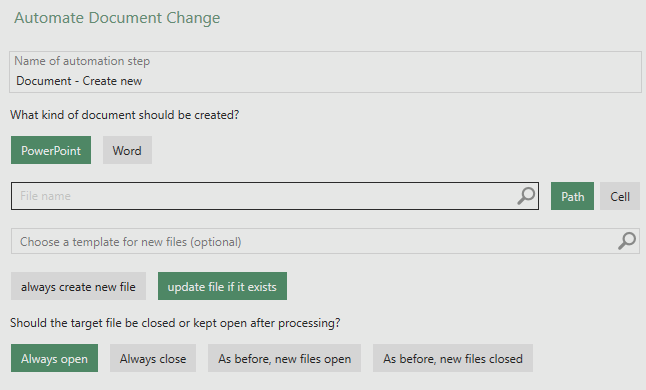 Automate Document Change
Name of automation step
Document - Create new
What kind of document should be created?
PowerPoint Word
File name Path Cell
Choose a template for new files (optional)
always create new file update file if it exists
Should the target file be closed or kept open after processing?
Always open Always close As before, new files open As before, new files closed